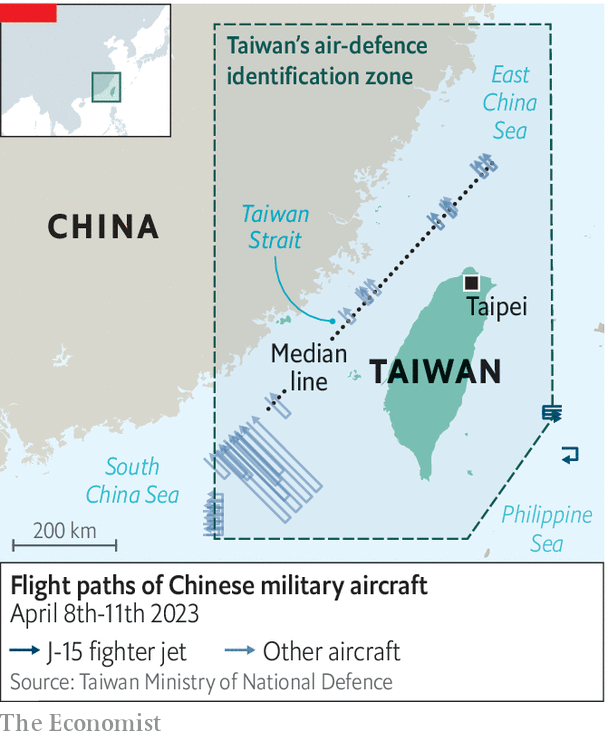 Taiwan's air-defence
identification zone
East
China
Sea
CHINA
Taiwan
Strait
Taipei
Median
line
TAIWAN
South
China Sea
Philippine
Sea
200 km
Flight paths of Chinese military aircraft
April 8th-11th 2023
J-15 fighter jet
Other aircraft
Source: Taiwan Ministry of National Defence
The Economist